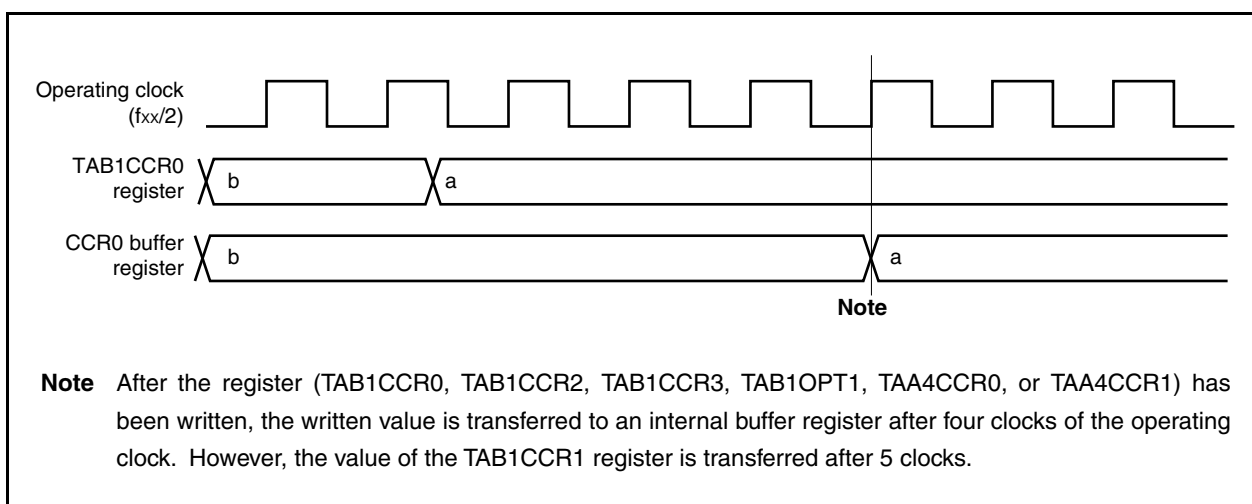 Operating clock
(fxx/2)
TAB1CCR0
register
b
a
CCR0 buffer
register
b
a
Note
Note After the register (TAB1CCR0, TAB1CCR2, TAB1CCR3, TAB1OPT1, TAA4CCR0, or TAA4CCR1) has
been written, the written value is transferred to an internal buffer register after four clocks of the operating
clock. However, the value of the TAB1CCR1 register is transferred after 5 clocks.